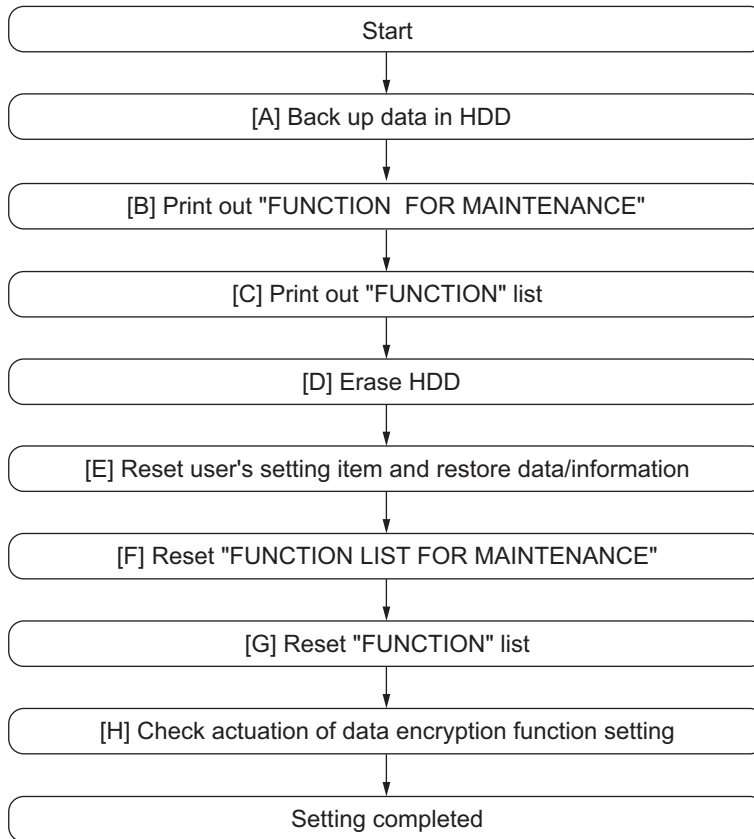 Start
[A] Back up data in HDD
[B] Print out "FUNCTION  FOR MAINTENANCE"
[C] Print out "FUNCTION" list
[D] Erase HDD
[E] Reset user's setting item and restore data/information
[F] Reset "FUNCTION LIST FOR MAINTENANCE"
[G] Reset "FUNCTION" list
[H] Check actuation of data encryption function setting
Setting completed